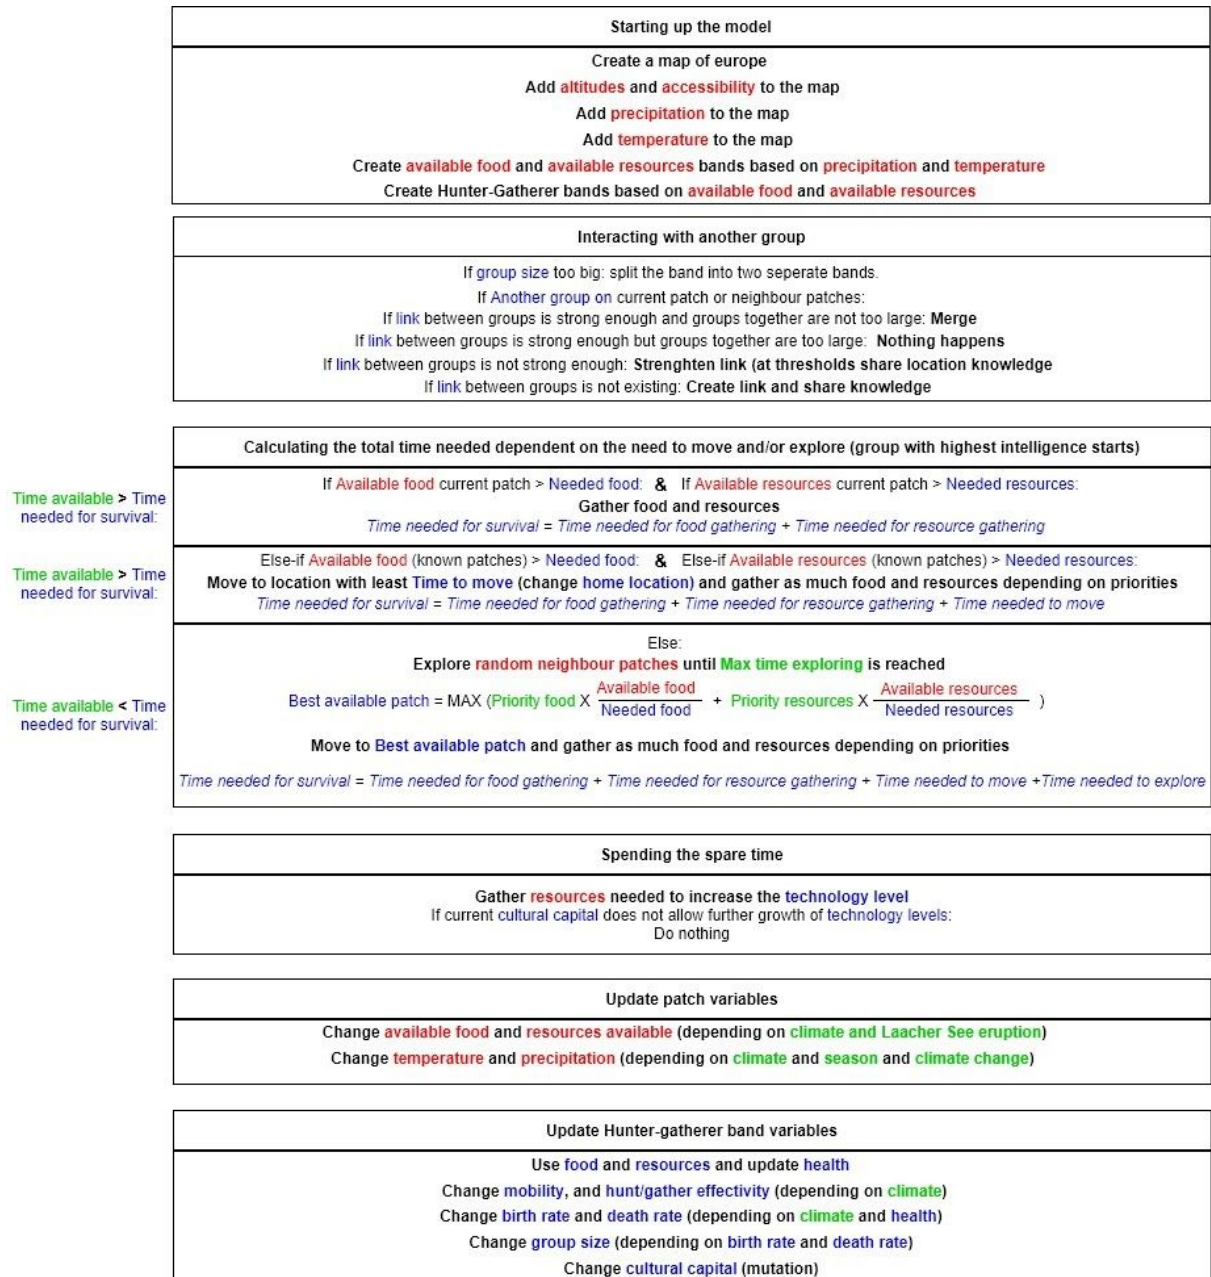 Starting up the model
Create a map of europe
Add altitudes and accessibility to the map
Add precipitation to the map
Add temperature to the map
Create available food and available resources bands based on precipitation and temperature
Create Hunter-Gatherer bands based on available food and available resources
Interacting with another group
If group size too big: split the band into two seperate bands.
If Another group on current patch or neighbour patches:
If link between groups is strong enough and groups together are not too large: Merge
If link between groups is strong enough but groups together are too large: Nothing happens
If link between groups is not strong enough: Strenghten link (at thresholds share location knowledge
If link between groups is not existing: Create link and share knowledge
Calculating the total time needed dependent on the need to move and/or explore (group with highest intelligence starts)
Time available > Time
needed for survival:
If Available food current patch > Needed food: & If Available resources current patch > Needed resources:
Gather food and resources
Time needed for survival = Time needed for food gathering + Time needed for resource gathering
Time available > Time
needed for survival:
Else-if Available food (known patches) > Needed food: & Else-if Available resources (known patches) > Needed resources:
Move to location with least Time to move (change home location) and gather as much food and resources depending on priorities
Time needed for survival = Time needed for food gathering + Time needed for resource gathering + Time needed to move
Time available < Time
needed for survival:
Else:
Explore random neighbour patches until Max time exploring is reached
Best available patch = MAX (Priority food X Available food / Needed food + Priority resources X Available resources / Needed resources )
Move to Best available patch and gather as much food and resources depending on priorities
Time needed for survival = Time needed for food gathering + Time needed for resource gathering + Time needed to move +Time needed to explore
Spending the spare time
Gather resources needed to increase the technology level
If current cultural capital does not allow further growth of technology levels:
Do nothing
Update patch variables
Change available food and resources available (depending on climate and Laacher See eruption)
Change temperature and precipitation (depending on climate and season and climate change)
Update Hunter-gatherer band variables
Use food and resources and update health
Change mobility, and hunt/gather effectivity (depending on climate)
Change birth rate and death rate (depending on climate and health)
Change group size (depending on birth rate and death rate)
Change cultural capital (mutation)